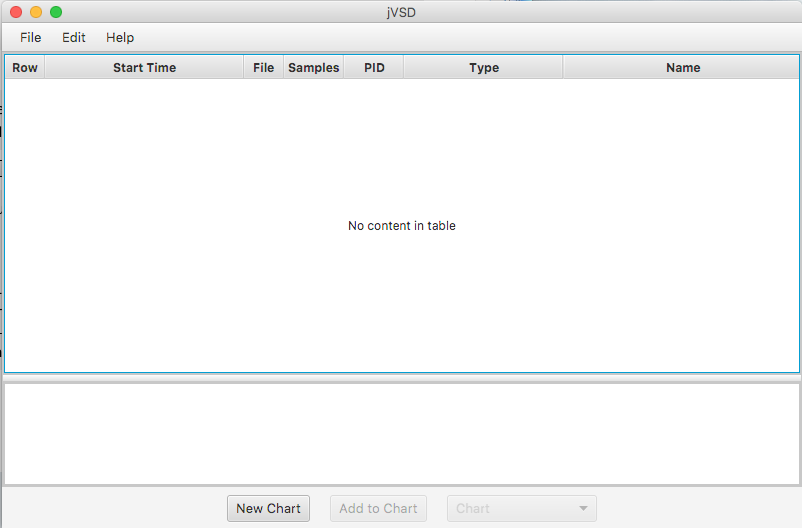 jVSD
File Edit Help
Row Start Time File Samples PID Type Name
No content in table
New Chart Add to Chart Chart